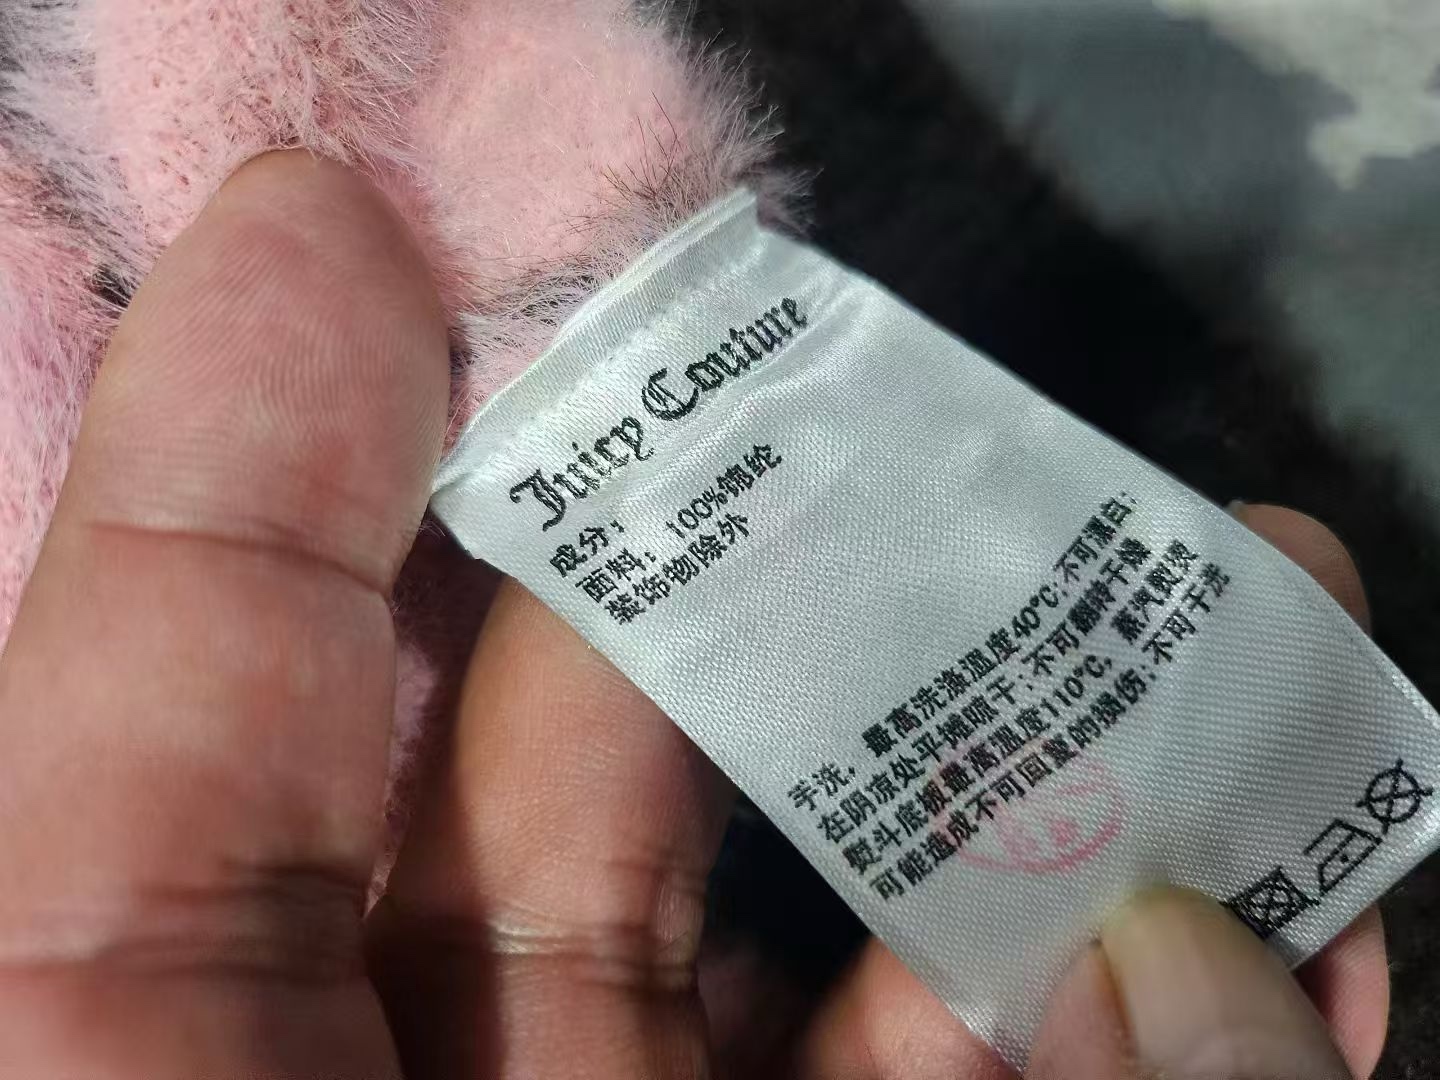 Juicy Couture
成分:
面料: 100%锦纶
装饰物除外
手洗, 最高洗涤温度40°C;不可漂白;
在阴凉处平摊晾干;不可翻转干燥
熨斗底板最高温度110°C, 蒸汽熨烫
可能造成不可回复的损伤;不可干洗